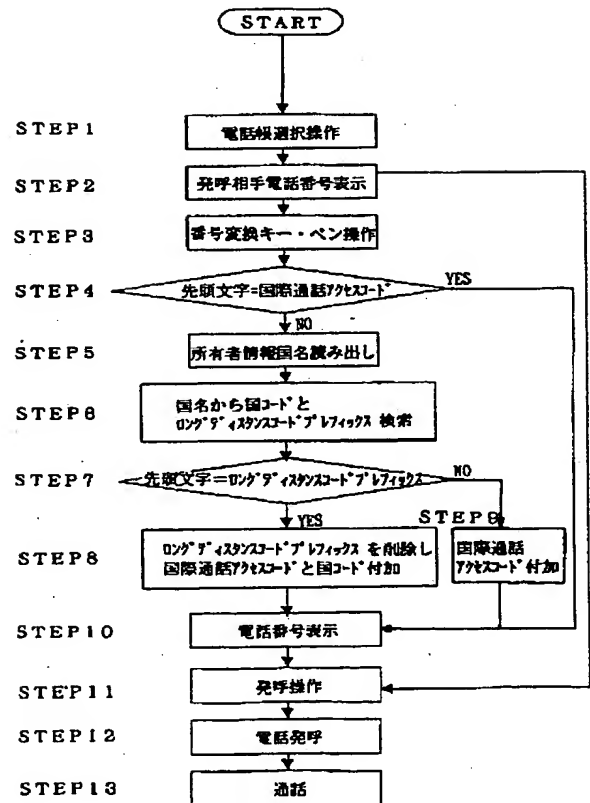 START
STEP1
電話帳選択操作
STEP2
発呼相手電話番号表示
STEP3
番号変換キー・ペン操作
STEP4
先頭文字=国際通話ｱｸｾｽｺｰﾄﾞ
YES
NO
STEP5
所有者情報国名読み出し
STEP6
国名から国ｺｰﾄﾞと
ﾛﾝｸﾞﾃﾞｨｽﾀﾝｽｺｰﾄﾞﾌﾟﾚﾌｨｯｸｽ 検索
STEP7
先頭文字=ﾛﾝｸﾞﾃﾞｨｽﾀﾝｽｺｰﾄﾞﾌﾟﾚﾌｨｯｸｽ
NO
YES
STEP9
STEP8
ﾛﾝｸﾞﾃﾞｨｽﾀﾝｽｺｰﾄﾞﾌﾟﾚﾌｨｯｸｽ を削除し
国際通話ｱｸｾｽｺｰﾄﾞと国ｺｰﾄﾞ付加
国際通話
ｱｸｾｽｺｰﾄﾞ付加
STEP10
電話番号表示
STEP11
発呼操作
STEP12
電話発呼
STEP13
通話